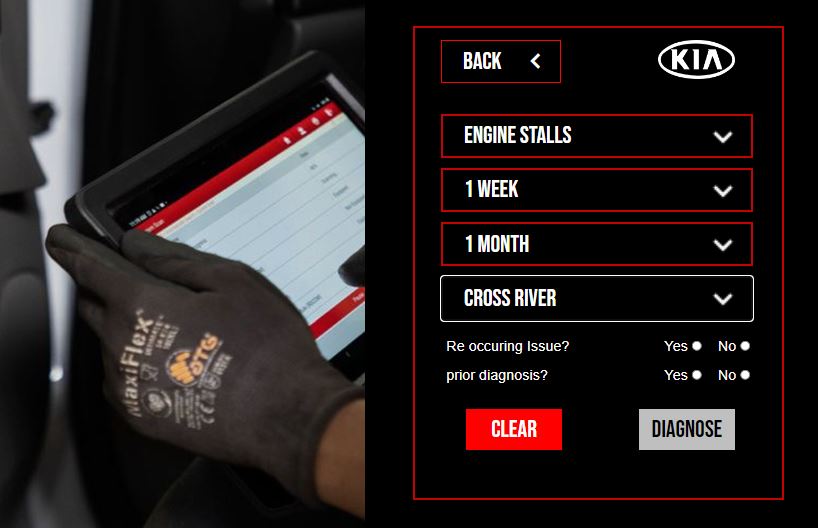 BACK <
KIA
ENGINE STALLS
1 WEEK
1 MONTH
CROSS RIVER
Re occuring Issue? Yes No
prior diagnosis? Yes No
CLEAR DIAGNOSE
MaxiFlex
ATG
CE